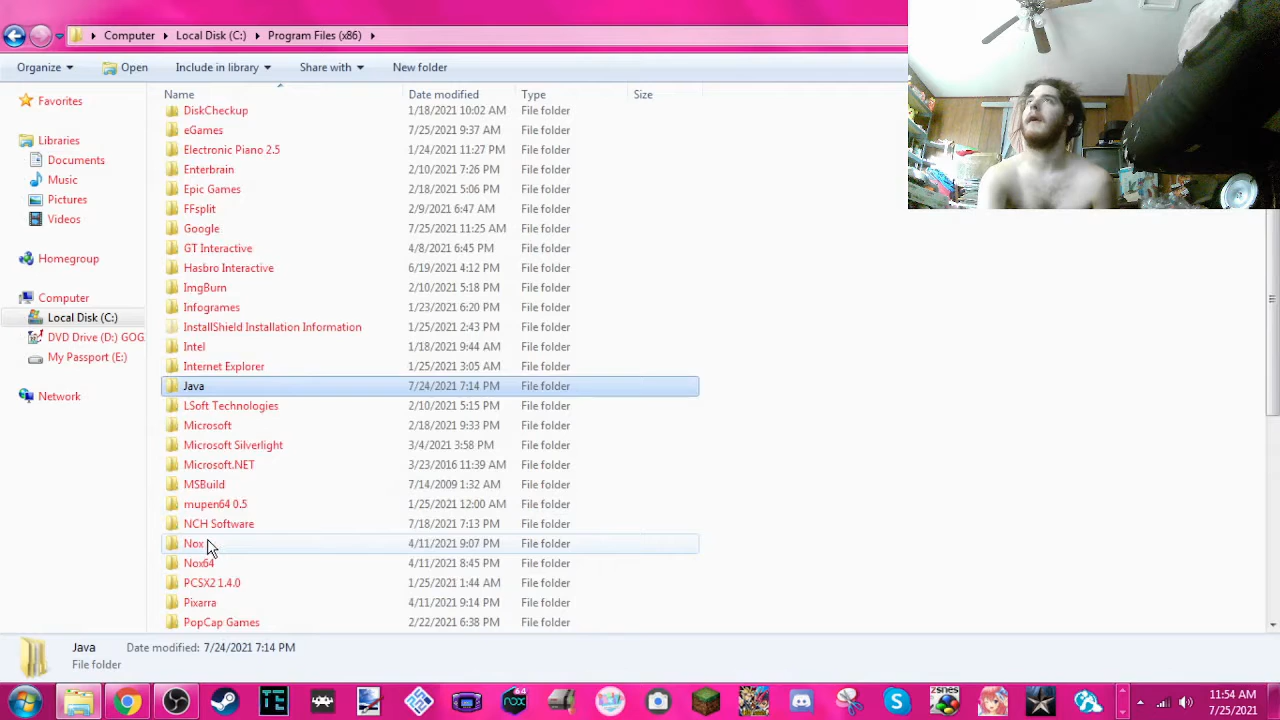 Computer Local Disk (C:) Program Files (x86)
Organize Open Include in library Share with New folder
Name Date modified Type Size
Favorites
Libraries
Documents
Music
Pictures
Videos
Homegroup
Computer
Local Disk (C:)
DVD Drive (D:) GOG
My Passport (E:)
Network
DiskCheckup 1/18/2021 10:02 AM File folder
eGames 7/25/2021 9:37 AM File folder
Electronic Piano 2.5 1/24/2021 11:27 PM File folder
Enterbrain 2/10/2021 7:26 PM File folder
Epic Games 2/18/2021 5:06 PM File folder
FFsplit 2/9/2021 6:47 AM File folder
Google 7/25/2021 11:25 AM File folder
GT Interactive 4/8/2021 6:45 PM File folder
Hasbro Interactive 6/19/2021 4:12 PM File folder
ImgBurn 2/10/2021 5:18 PM File folder
Infogrames 1/23/2021 6:20 PM File folder
InstallShield Installation Information 1/25/2021 2:43 PM File folder
Intel 1/18/2021 9:44 AM File folder
Internet Explorer 1/25/2021 3:05 AM File folder
Java 7/24/2021 7:14 PM File folder
LSoft Technologies 2/10/2021 5:15 PM File folder
Microsoft 2/18/2021 9:33 PM File folder
Microsoft Silverlight 3/4/2021 3:58 PM File folder
Microsoft.NET 3/23/2016 11:39 AM File folder
MSBuild 7/14/2009 1:32 AM File folder
mupen64 0.5 1/25/2021 12:00 AM File folder
NCH Software 7/18/2021 7:13 PM File folder
Nox 4/11/2021 9:07 PM File folder
Nox64 4/11/2021 8:45 PM File folder
PCSX2 1.4.0 1/25/2021 1:44 AM File folder
Pixarra 4/11/2021 9:14 PM File folder
PopCap Games 2/22/2021 6:38 PM File folder
Java Date modified: 7/24/2021 7:14 PM
File folder
11:54 AM
7/25/2021